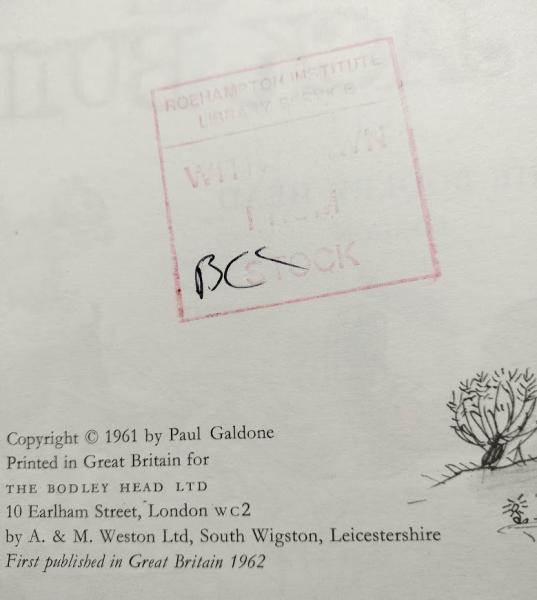 ROEHAMPTON INSTITUTE
LIBRARY SERVICE
WITHDRAWN
FROM
STOCK
Copyright © 1961 by Paul Galdone
Printed in Great Britain for
THE BODLEY HEAD LTD
10 Earlham Street, London WC2
by A. & M. Weston Ltd, South Wigston, Leicestershire
First published in Great Britain 1962